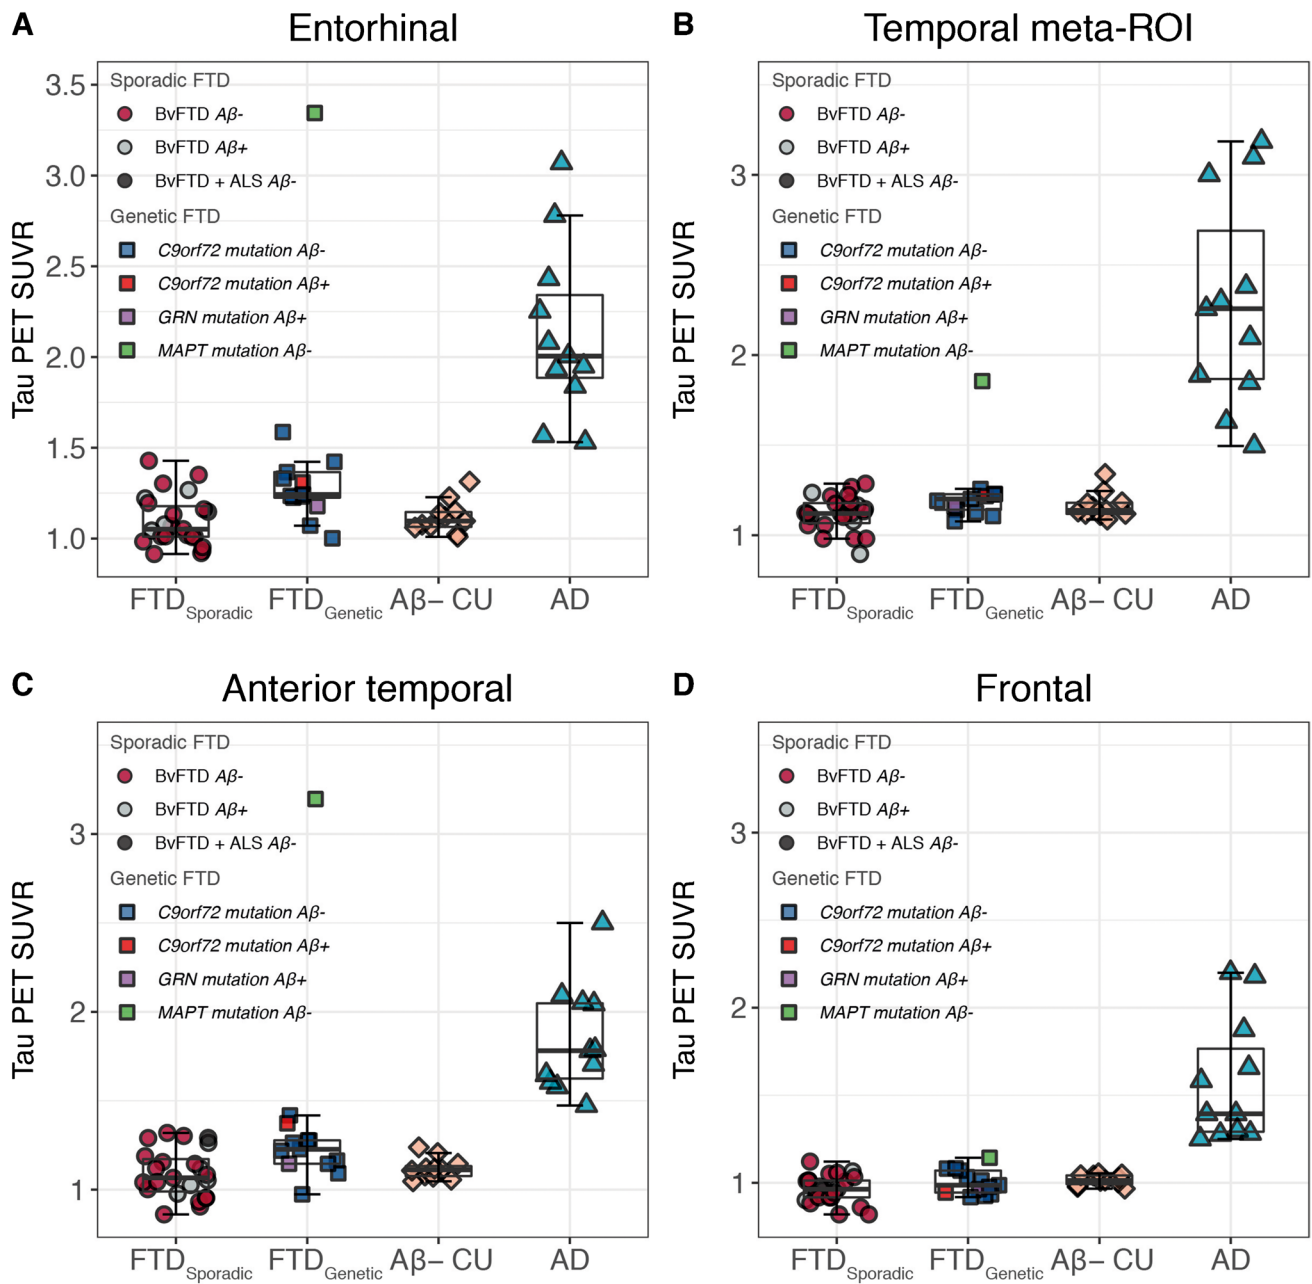 A
Entorhinal
Tau PET SUVR
3.5
3.0
2.5
2.0
1.5
1.0
Sporadic FTD
BvFTD Aβ-
BvFTD Aβ+
BvFTD + ALS Aβ-
Genetic FTD
C9orf72 mutation Aβ-
C9orf72 mutation Aβ+
GRN mutation Aβ+
MAPT mutation Aβ-
FTDSporadic FTDGenetic Aβ− CU AD
B
Temporal meta-ROI
Tau PET SUVR
3
2
1
Sporadic FTD
BvFTD Aβ-
BvFTD Aβ+
BvFTD + ALS Aβ-
Genetic FTD
C9orf72 mutation Aβ-
C9orf72 mutation Aβ+
GRN mutation Aβ+
MAPT mutation Aβ-
FTDSporadic FTDGenetic Aβ− CU AD
C
Anterior temporal
Tau PET SUVR
3
2
1
Sporadic FTD
BvFTD Aβ-
BvFTD Aβ+
BvFTD + ALS Aβ-
Genetic FTD
C9orf72 mutation Aβ-
C9orf72 mutation Aβ+
GRN mutation Aβ+
MAPT mutation Aβ-
FTDSporadic FTDGenetic Aβ− CU AD
D
Frontal
Tau PET SUVR
3
2
1
Sporadic FTD
BvFTD Aβ-
BvFTD Aβ+
BvFTD + ALS Aβ-
Genetic FTD
C9orf72 mutation Aβ-
C9orf72 mutation Aβ+
GRN mutation Aβ+
MAPT mutation Aβ-
FTDSporadic FTDGenetic Aβ− CU AD